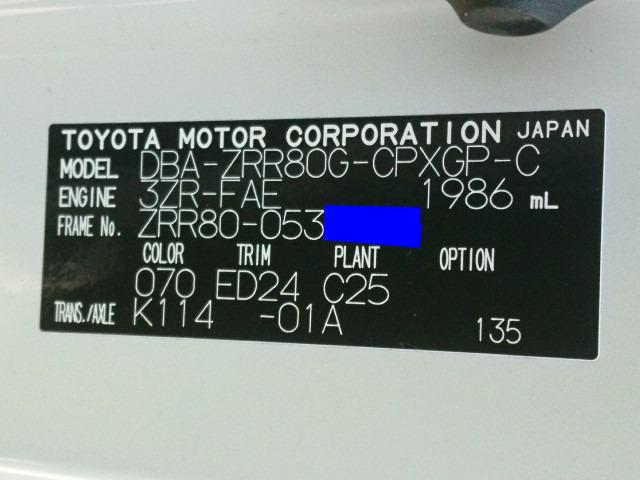 TOYOTA MOTOR CORPORATION JAPAN
MODEL DBA-ZRR80G-CPXGP-C
ENGINE 3ZR-FAE 1986 mL
FRAME No. ZRR80-053
COLOR TRIM PLANT OPTION
070 ED24 C25
TRANS./AXLE K114 -01A 135